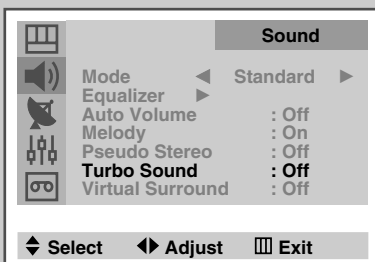 Sound
Mode ◀ Standard ▶
Equalizer ▶
Auto Volume : Off
Melody : On
Pseudo Stereo : Off
Turbo Sound : Off
Virtual Surround : Off
Select Adjust Exit